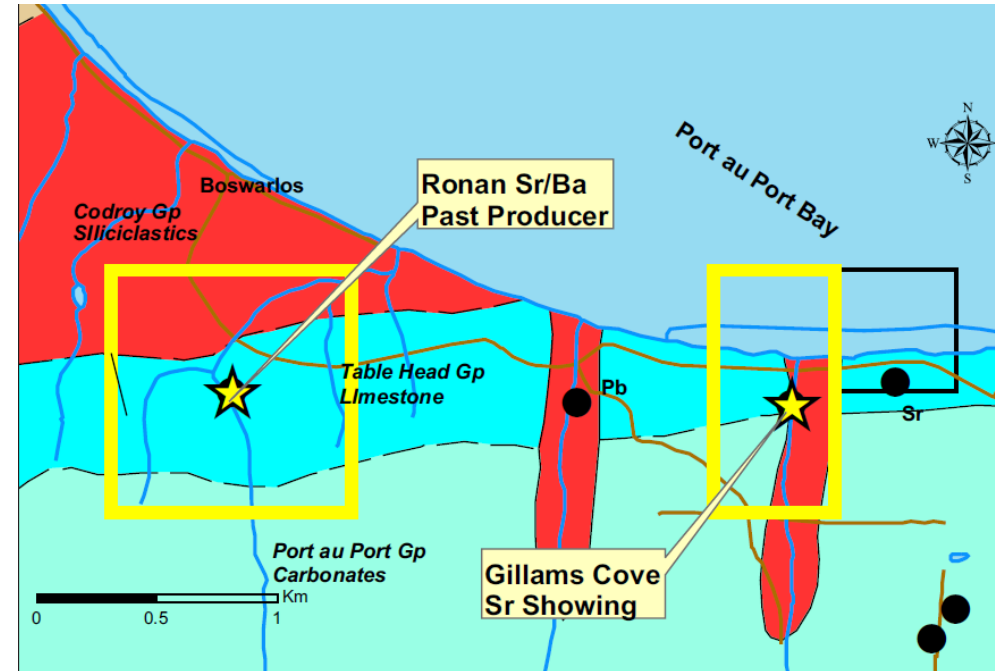 N
W
E
S
Port au Port Bay
Ronan Sr/Ba
Past Producer
Boswarlos
Codroy Gp
SIliciclastics
Table Head Gp
LImestone
Pb
Sr
Port au Port Gp
Carbonates
Gillams Cove
Sr Showing
Km
0
0.5
1